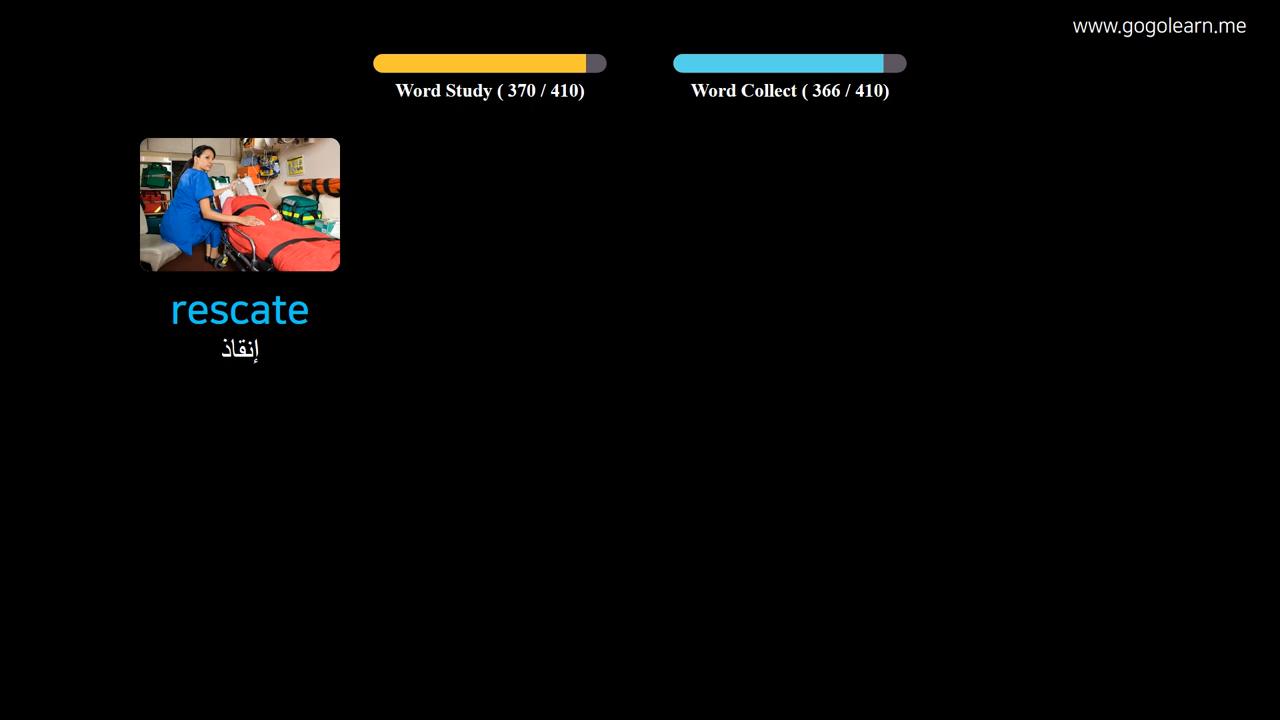 www.gogolearn.me
Word Study ( 370 / 410)
Word Collect ( 366 / 410)
rescate
إنقاذ